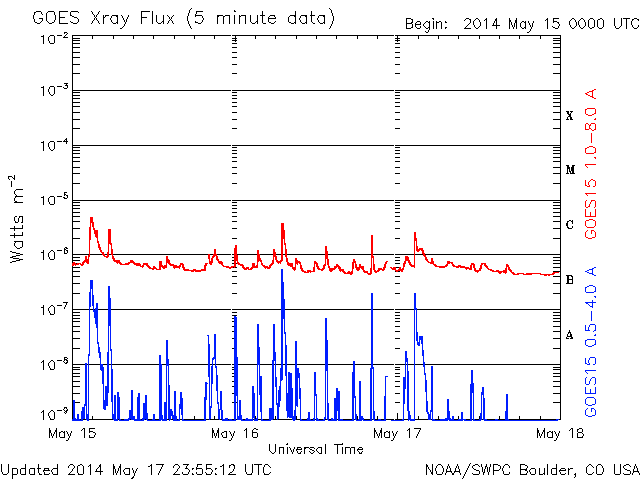 GOES Xray Flux (5 minute data)
Begin: 2014 May 15 0000 UTC
10⁻²
10⁻³
10⁻⁴
10⁻⁵
10⁻⁶
10⁻⁷
10⁻⁸
10⁻⁹
Watts m⁻²
X
M
C
B
A
GOES15 1.0-8.0 A
GOES15 0.5-4.0 A
May 15
May 16
May 17
May 18
Universal Time
Updated 2014 May 17 23:55:12 UTC
NOAA/SWPC Boulder, CO USA